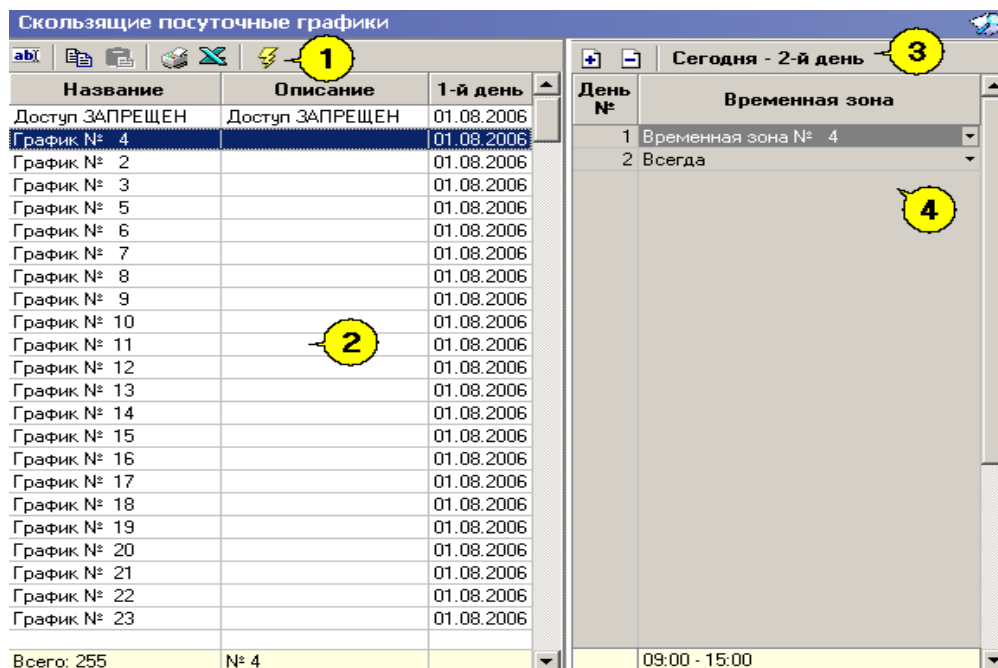 Скользящие посуточные графики
abI
1
Сегодня - 2-й день
3
Название Описание 1-й день
Доступ ЗАПРЕЩЕН Доступ ЗАПРЕЩЕН 01.08.2006
График № 4 01.08.2006
График № 2 01.08.2006
График № 3 01.08.2006
График № 5 01.08.2006
График № 6 01.08.2006
График № 7 01.08.2006
График № 8 01.08.2006
График № 9 01.08.2006
График № 10 01.08.2006
График № 11 01.08.2006
2
График № 12 01.08.2006
График № 13 01.08.2006
График № 14 01.08.2006
График № 15 01.08.2006
График № 16 01.08.2006
График № 17 01.08.2006
График № 18 01.08.2006
График № 19 01.08.2006
График № 20 01.08.2006
График № 21 01.08.2006
График № 22 01.08.2006
График № 23 01.08.2006
Всего: 255 № 4
День № Временная зона
1 Временная зона № 4
2 Всегда
4
09:00 - 15:00